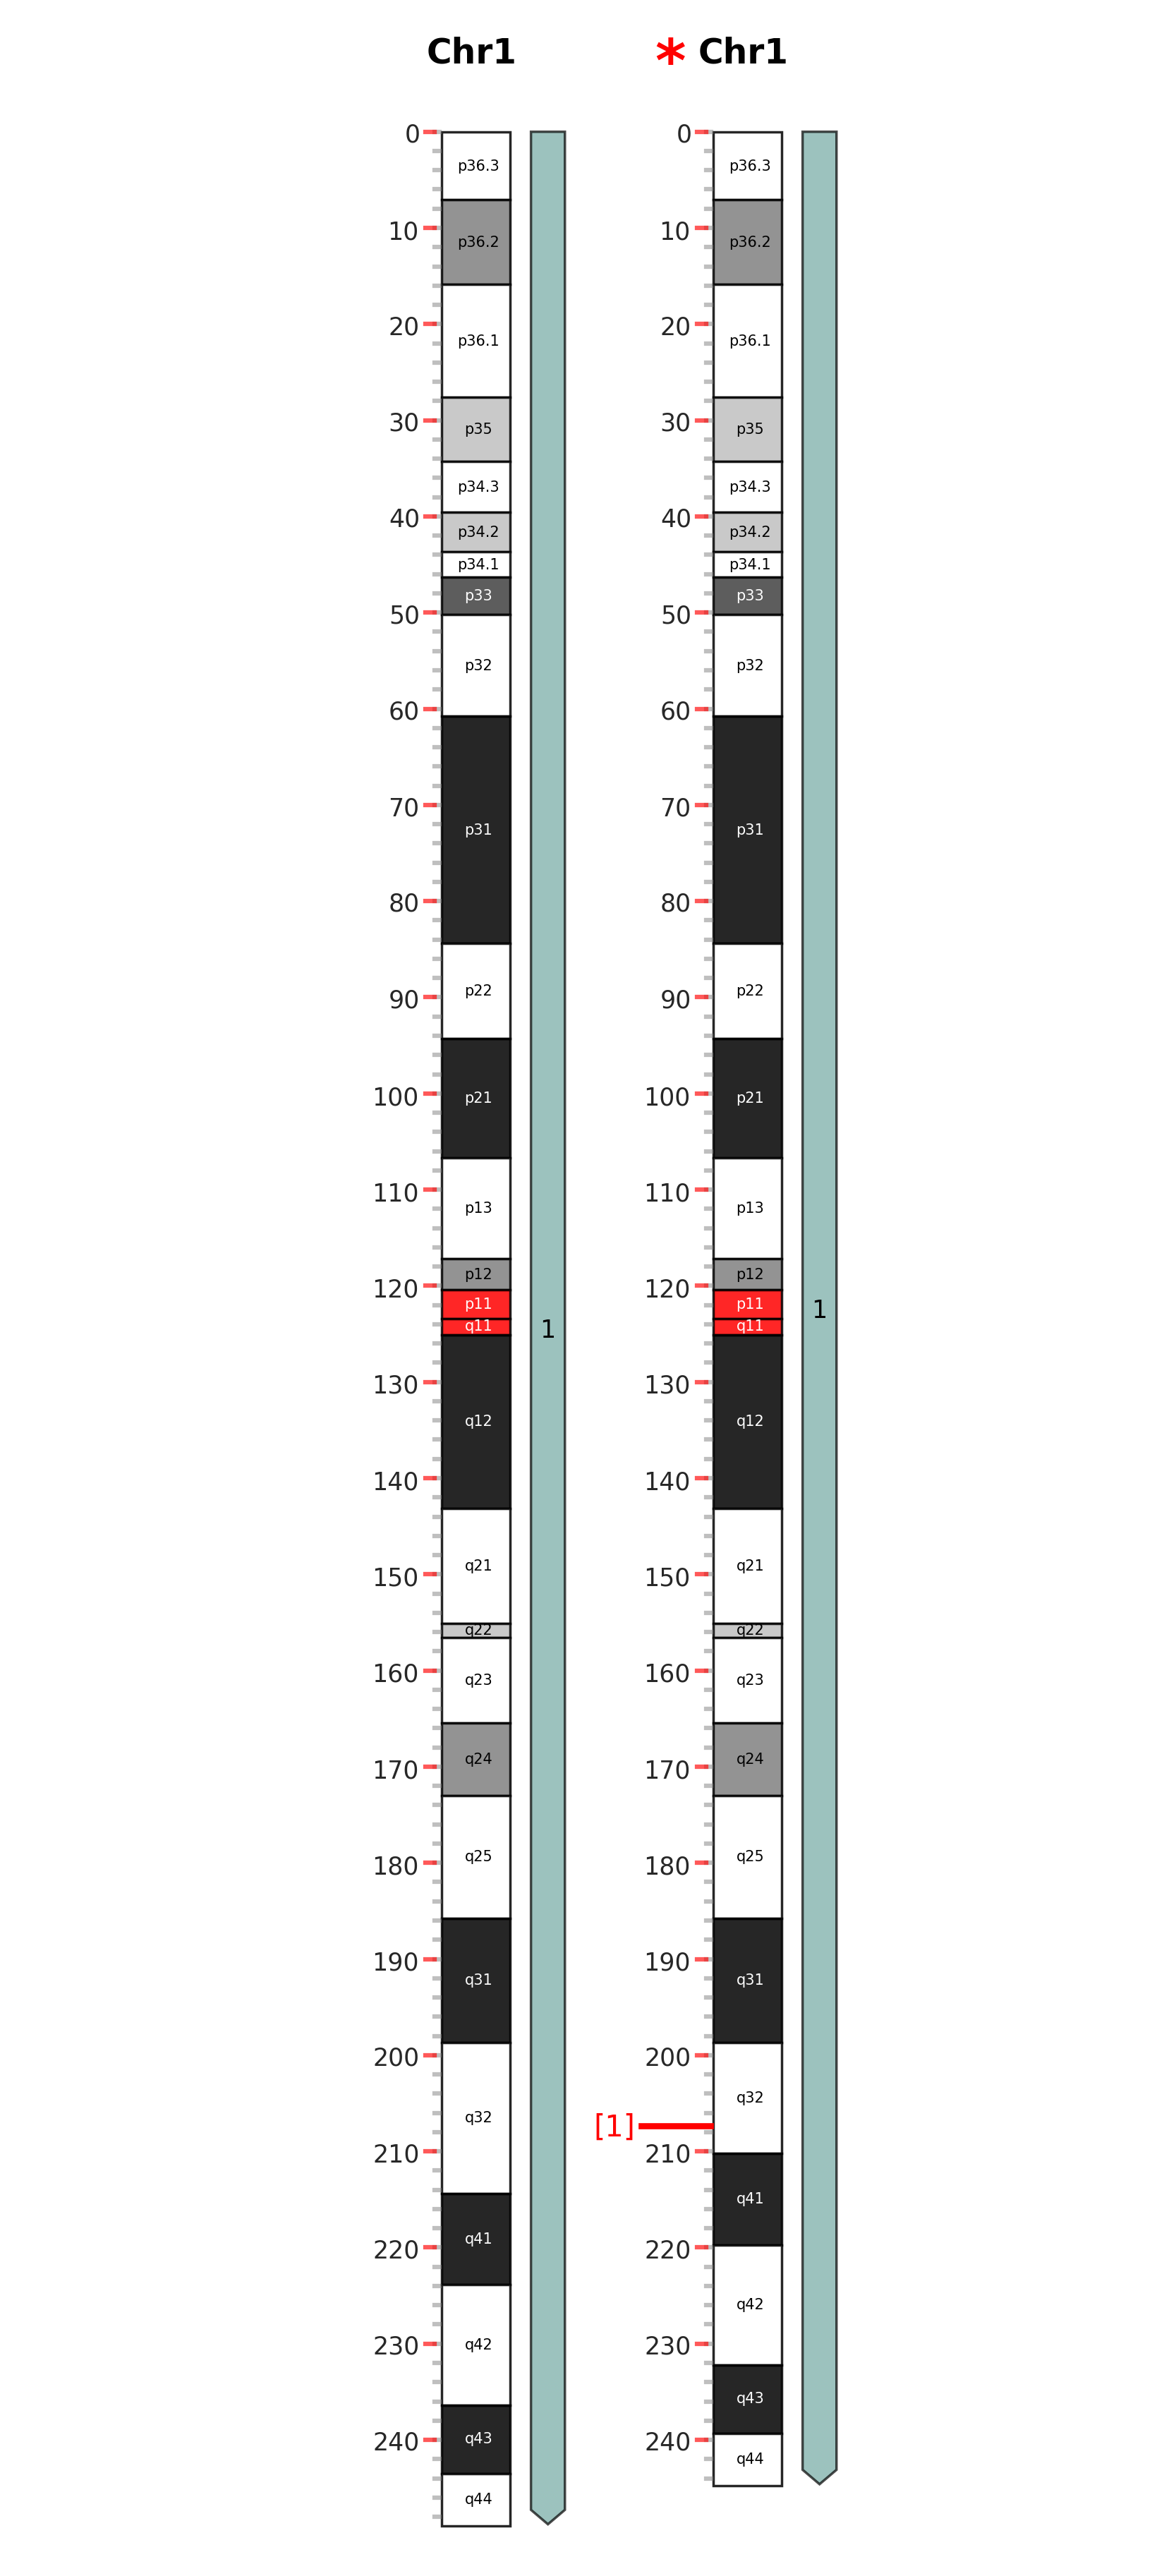 Chr1
0
10
20
30
40
50
60
70
80
90
100
110
120
130
140
150
160
170
180
190
200
210
220
230
240
p36.3
p36.2
p36.1
p35
p34.3
p34.2
p34.1
p33
p32
p31
p22
p21
p13
p12
p11
q11
q12
q21
q22
q23
q24
q25
q31
q32
q41
q42
q43
q44
1
* Chr1
0
10
20
30
40
50
60
70
80
90
100
110
120
130
140
150
160
170
180
190
200
[1]
210
220
230
240
p36.3
p36.2
p36.1
p35
p34.3
p34.2
p34.1
p33
p32
p31
p22
p21
p13
p12
p11
q11
q12
q21
q22
q23
q24
q25
q31
q32
q41
q42
q43
q44
1